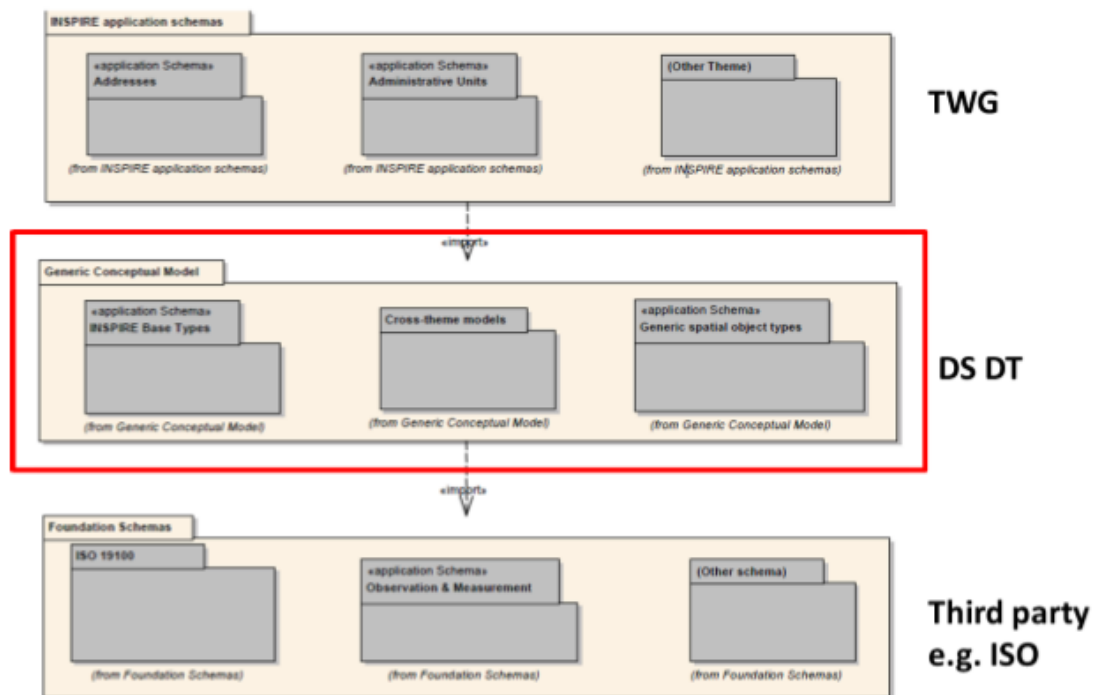 INSPIRE application schemas
«application Schema»
Addresses
(from INSPIRE application schemas)
«application Schema»
Administrative Units
(from INSPIRE application schemas)
(Other Theme)
(from INSPIRE application schemas)
TWG
«import»
Generic Conceptual Model
«application Schema»
INSPIRE Base Types
(from Generic Conceptual Model)
Cross-theme models
(from Generic Conceptual Model)
«application Schema»
Generic spatial object types
(from Generic Conceptual Model)
DS DT
«import»
Foundation Schemas
ISO 19100
(from Foundation Schemas)
«application Schema»
Observation & Measurement
(from Foundation Schemas)
(Other schema)
(from Foundation Schemas)
Third party
e.g. ISO